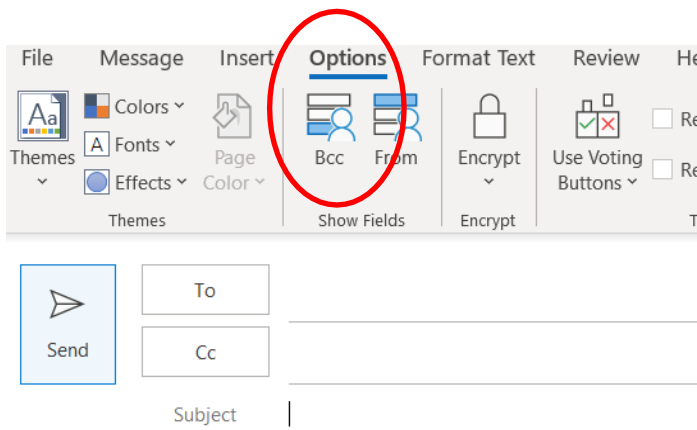 File Message Insert Options Format Text Review He
Aa Colors
A Fonts
Effects
Themes
Page
Color
Bcc From
Encrypt
Use Voting
Buttons
Re
Re
Themes Show Fields Encrypt T
To
Send
Cc
Subject